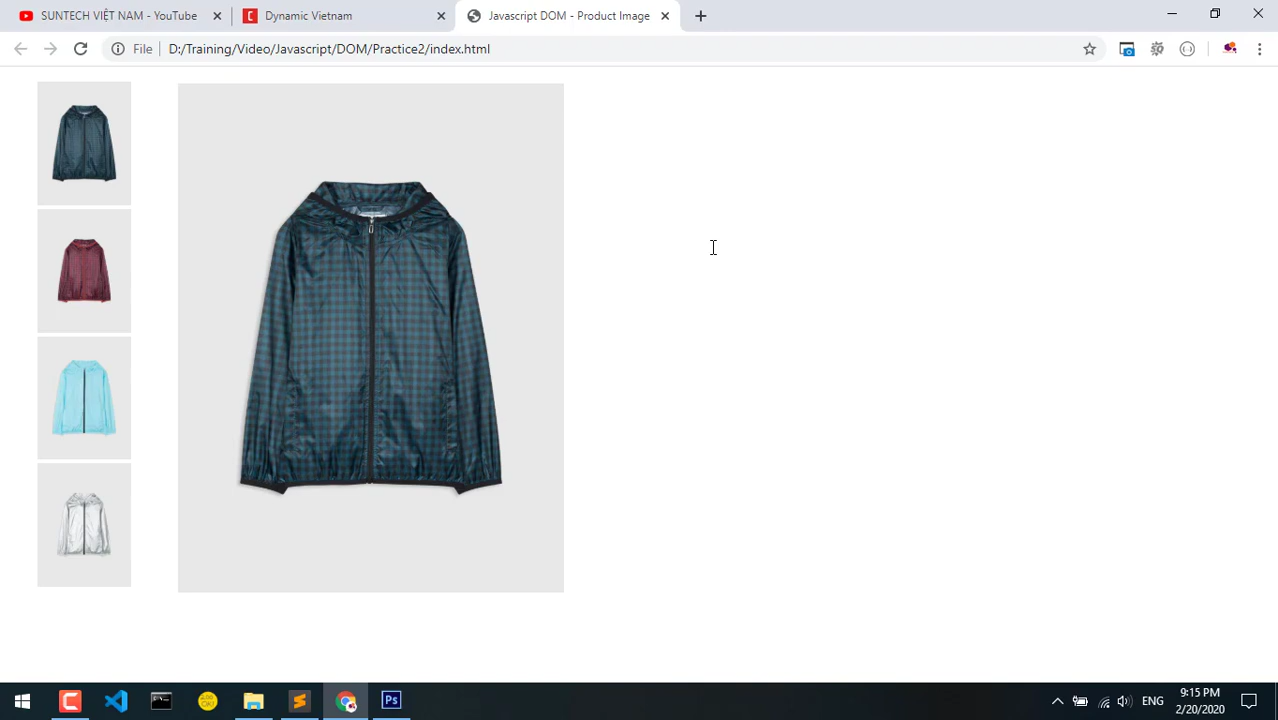 SUNTECH VIỆT NAM - YouTube
Dynamic Vietnam
Javascript DOM - Product Image
File
D:/Training/Video/Javascript/DOM/Practice2/index.html
Ps
ENG
9:15 PM
2/20/2020